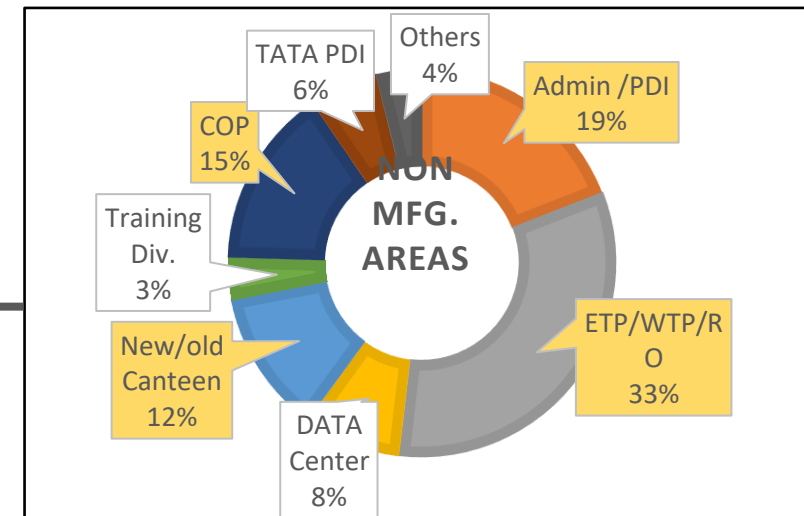 Others
4%
TATA PDI
6%
Admin /PDI
19%
COP
15%
NON
MFG.
AREAS
Training
Div.
3%
ETP/WTP/R
O
33%
New/old
Canteen
12%
DATA
Center
8%